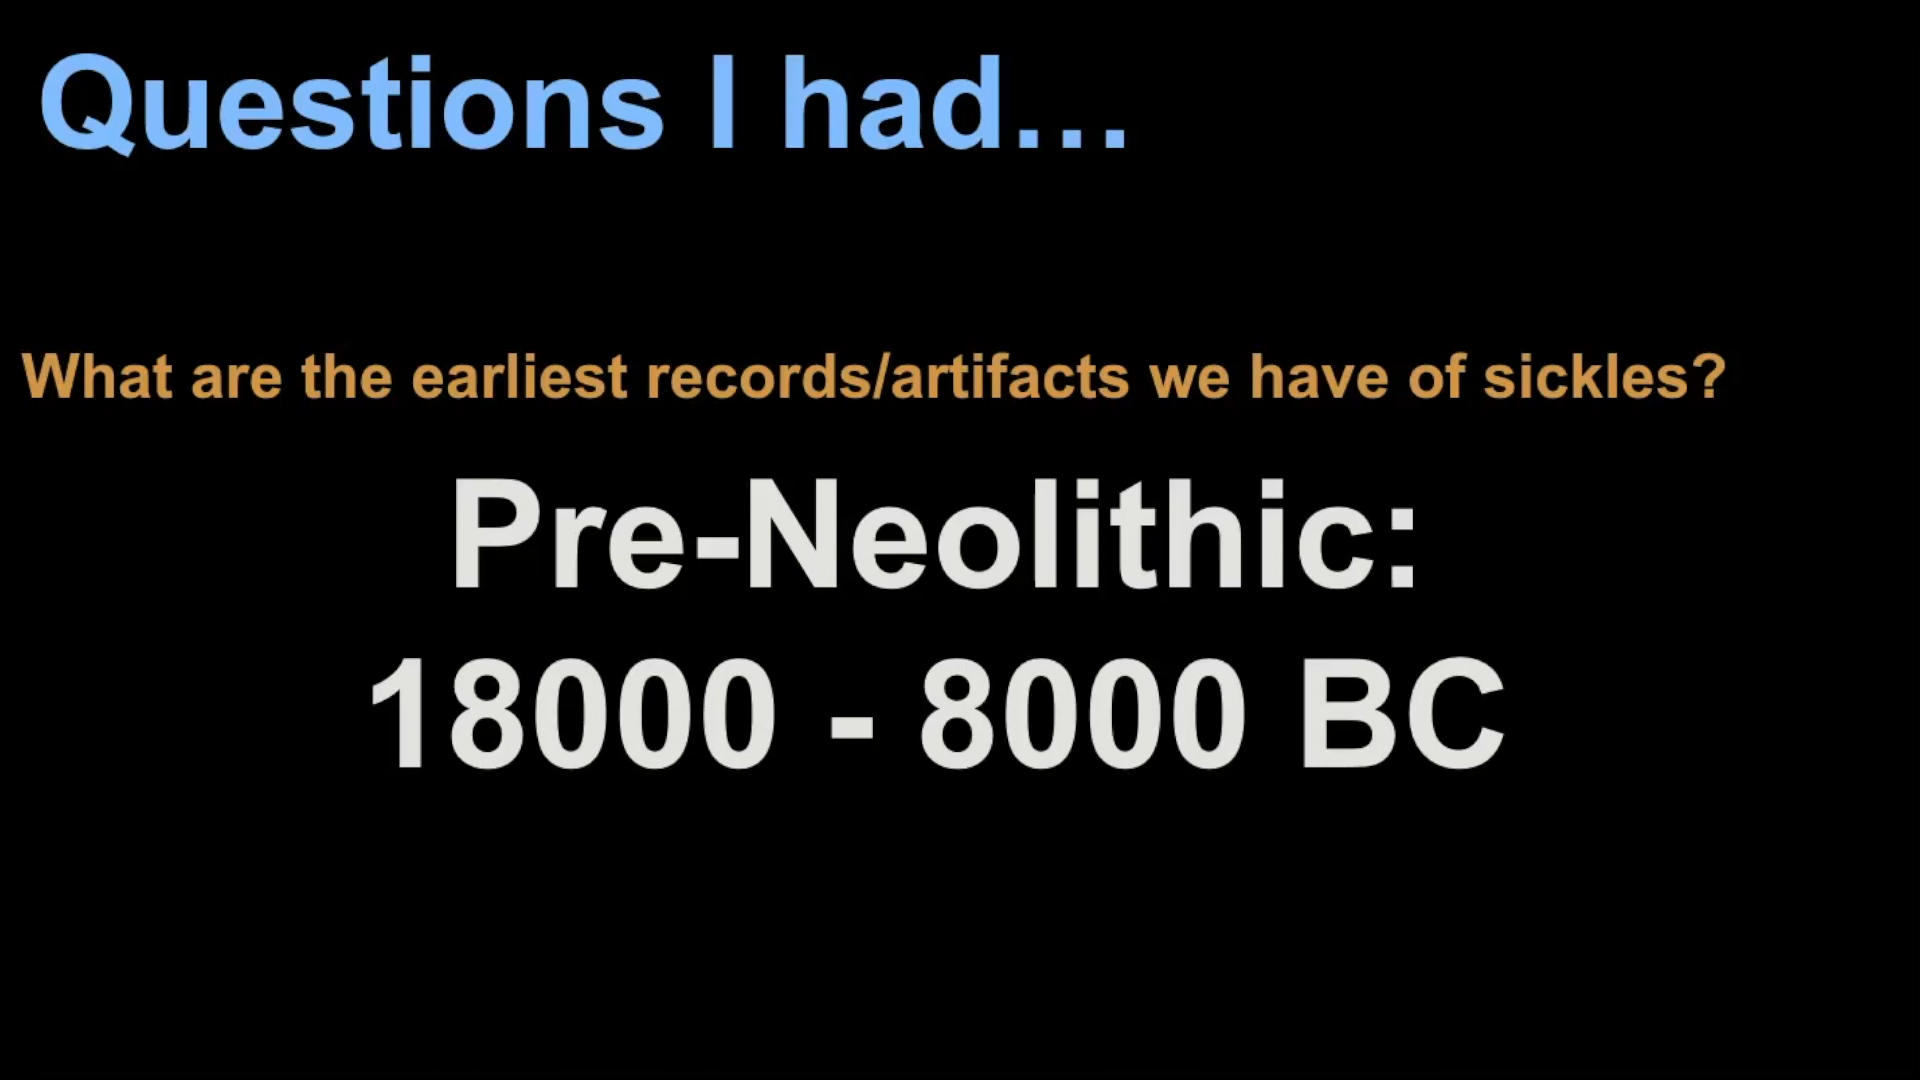 Questions I had...
What are the earliest records/artifacts we have of sickles?
Pre-Neolithic:
18000 - 8000 BC